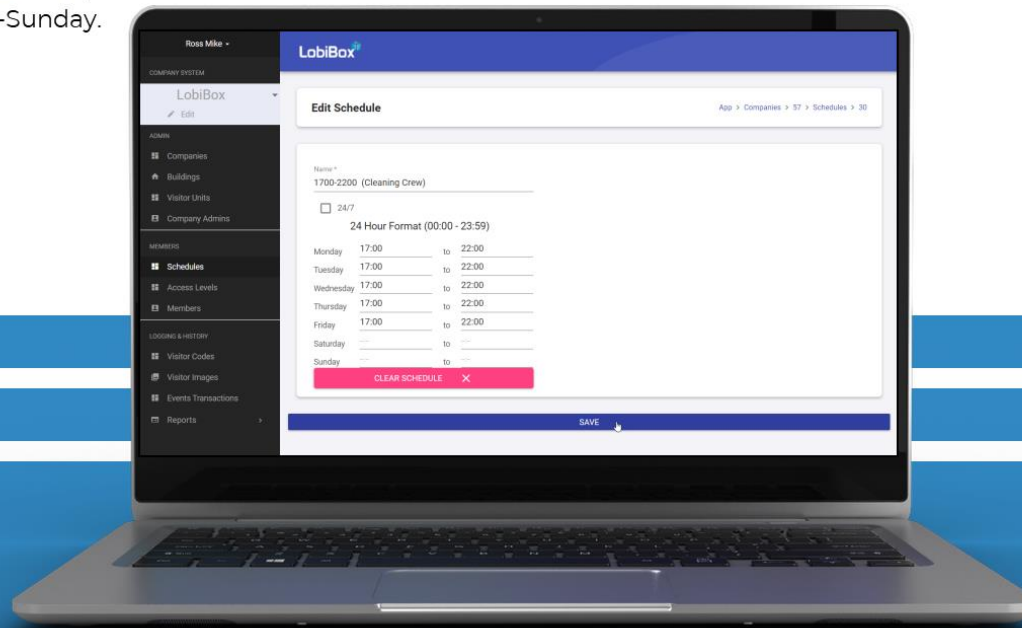 -Sunday.
Ross Mike
LobiBox
COMPANY SYSTEM
LobiBox
Edit
Edit Schedule
App > Companies > 57 > Schedules > 30
ADMIN
Companies
Buildings
Visitor Units
Company Admins
MEMBERS
Schedules
Access Levels
Members
LOGGING & HISTORY
Visitor Codes
Visitor Images
Events Transactions
Reports >
Name *
1700-2200 (Cleaning Crew)
24/7
24 Hour Format (00:00 - 23:59)
Monday 17:00 to 22:00
Tuesday 17:00 to 22:00
Wednesday 17:00 to 22:00
Thursday 17:00 to 22:00
Friday 17:00 to 22:00
Saturday --:-- to --:--
Sunday --:-- to --:--
CLEAR SCHEDULE X
SAVE